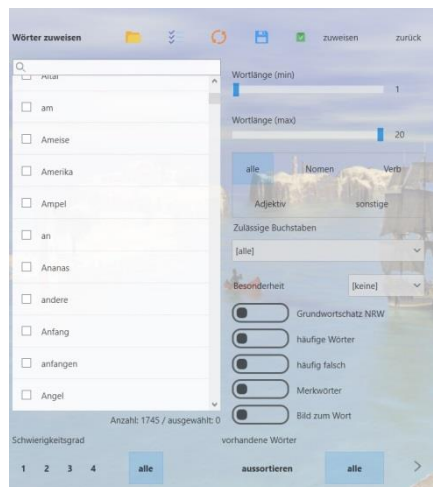 Wörter zuweisen zuweisen zurück
Altar
am
Ameise
Amerika
Ampel
an
Ananas
andere
Anfang
anfangen
Angel
Anzahl: 1745 / ausgewählt: 0
Wortlänge (min)
1
Wortlänge (max)
20
alle Nomen Verb
Adjektiv sonstige
Zulässige Buchstaben
[alle]
Besonderheit [keine]
Grundwortschatz NRW
häufige Wörter
häufig falsch
Merkwörter
Bild zum Wort
Schwierigkeitsgrad vorhandene Wörter
1 2 3 4 alle aussortieren alle